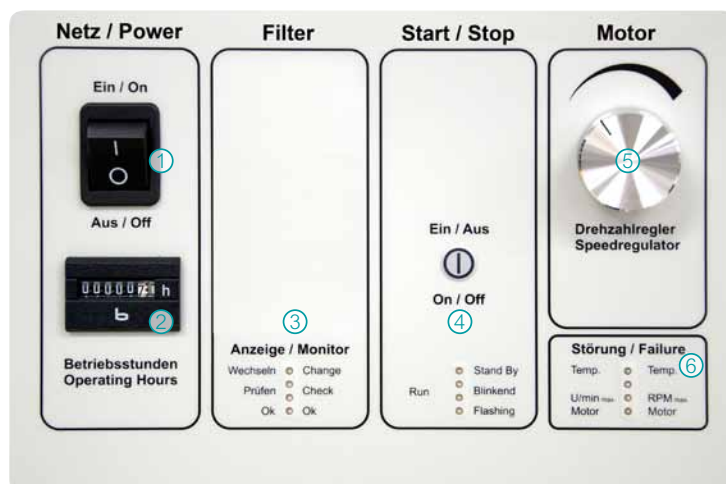 Netz / Power
Ein / On
I
O
①
Aus / Off
h
b
②
Betriebsstunden
Operating Hours
Filter
③
Anzeige / Monitor
Wechseln Change
Prüfen Check
Ok Ok
Start / Stop
Ein / Aus
On / Off
④
Stand By
Run Blinkend
Flashing
Motor
⑤
Drehzahlregler
Speedregulator
Störung / Failure
Temp. Temp.
⑥
U/min max. RPM max.
Motor Motor